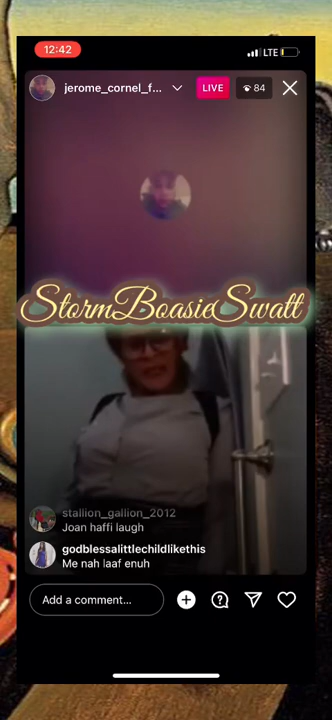 12:42
LTE
jerome_cornel_f...
LIVE
84
StormBoasieSwatt
stallion_gallion_2012
Joan haffi laugh
godblessalittlechildlikethis
Me nah laaf enuh
Add a comment...